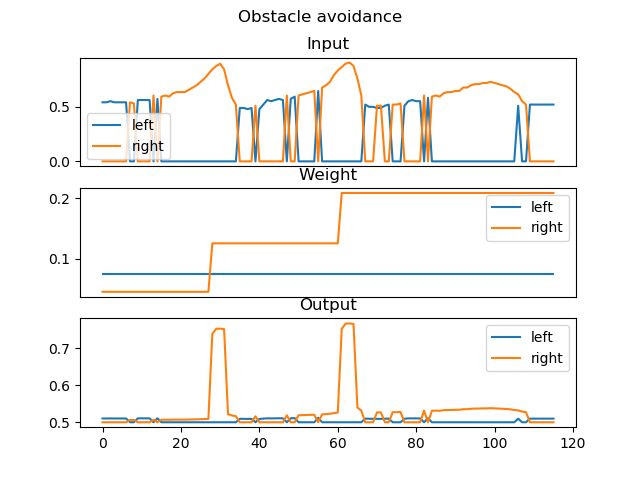 Obstacle avoidance
Input
0.5
0.0
left
right
Weight
0.2
0.1
left
right
Output
0.7
0.6
0.5
left
right
0 20 40 60 80 100 120